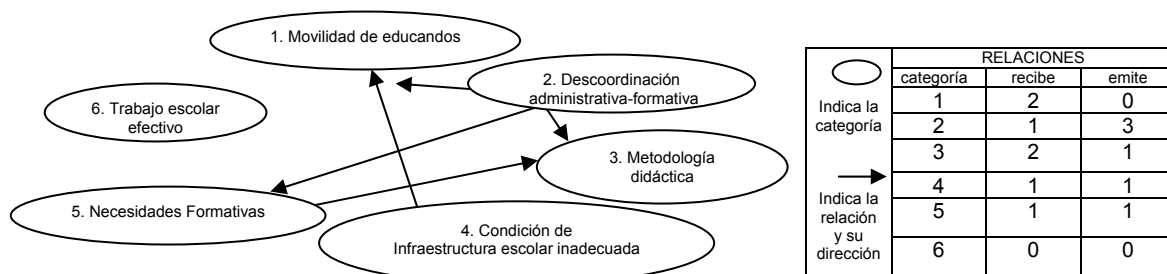 1. Movilidad de educandos
2. Descoordinación
administrativa-formativa
6. Trabajo escolar
efectivo
3. Metodología
didáctica
5. Necesidades Formativas
4. Condición de
Infraestructura escolar inadecuada
Indica la
categoría
Indica la
relación
y su
dirección
RELACIONES
categoría recibe emite
1 2 0
2 1 3
3 2 1
4 1 1
5 1 1
6 0 0